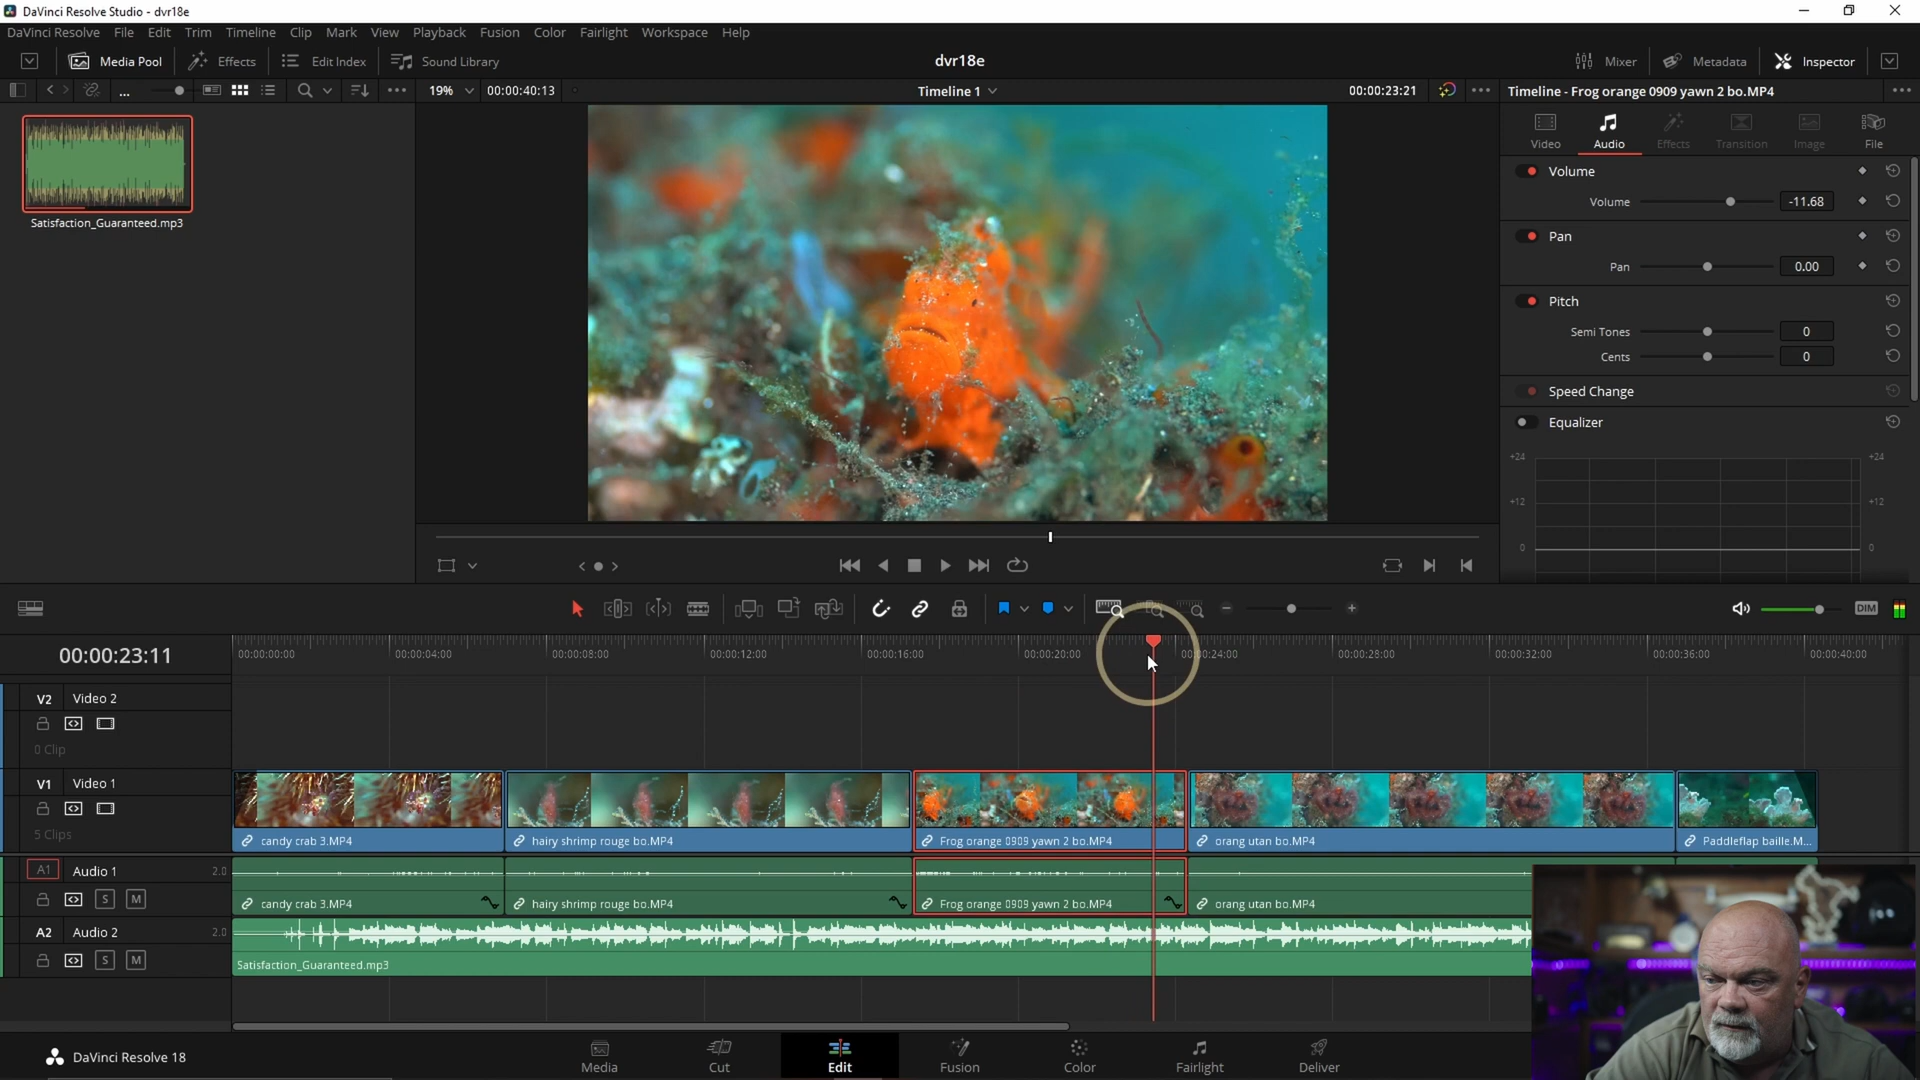 DaVinci Resolve Studio - dvr18e
DaVinci Resolve File Edit Trim Timeline Clip Mark View Playback Fusion Color Fairlight Workspace Help
Media Pool Effects Edit Index Sound Library dvr18e Mixer Metadata Inspector
... 19% 00:00:40:13 Timeline 1 00:00:23:21 Timeline - Frog orange 0909 yawn 2 bo.MP4
Video Audio Effects Transition Image File
Satisfaction_Guaranteed.mp3
Volume
Volume -11.68
Pan
Pan 0.00
Pitch
Semi Tones 0
Cents 0
Speed Change
Equalizer
+24 +24
+12 +12
0 0
DIM
00:00:23:11
00:00:00:00 00:00:04:00 00:00:08:00 00:00:12:00 00:00:16:00 00:00:20:00 00:00:24:00 00:00:28:00 00:00:32:00 00:00:36:00 00:00:40:00
V2 Video 2
0 Clip
V1 Video 1
5 Clips
candy crab 3.MP4 hairy shrimp rouge bo.MP4 Frog orange 0909 yawn 2 bo.MP4 orang utan bo.MP4 Paddleflap baille.M...
A1 Audio 1 2.0
S M
candy crab 3.MP4 hairy shrimp rouge bo.MP4 Frog orange 0909 yawn 2 bo.MP4 orang utan bo.MP4
A2 Audio 2 2.0
S M
Satisfaction_Guaranteed.mp3
DaVinci Resolve 18
Media Cut Edit Fusion Color Fairlight Deliver